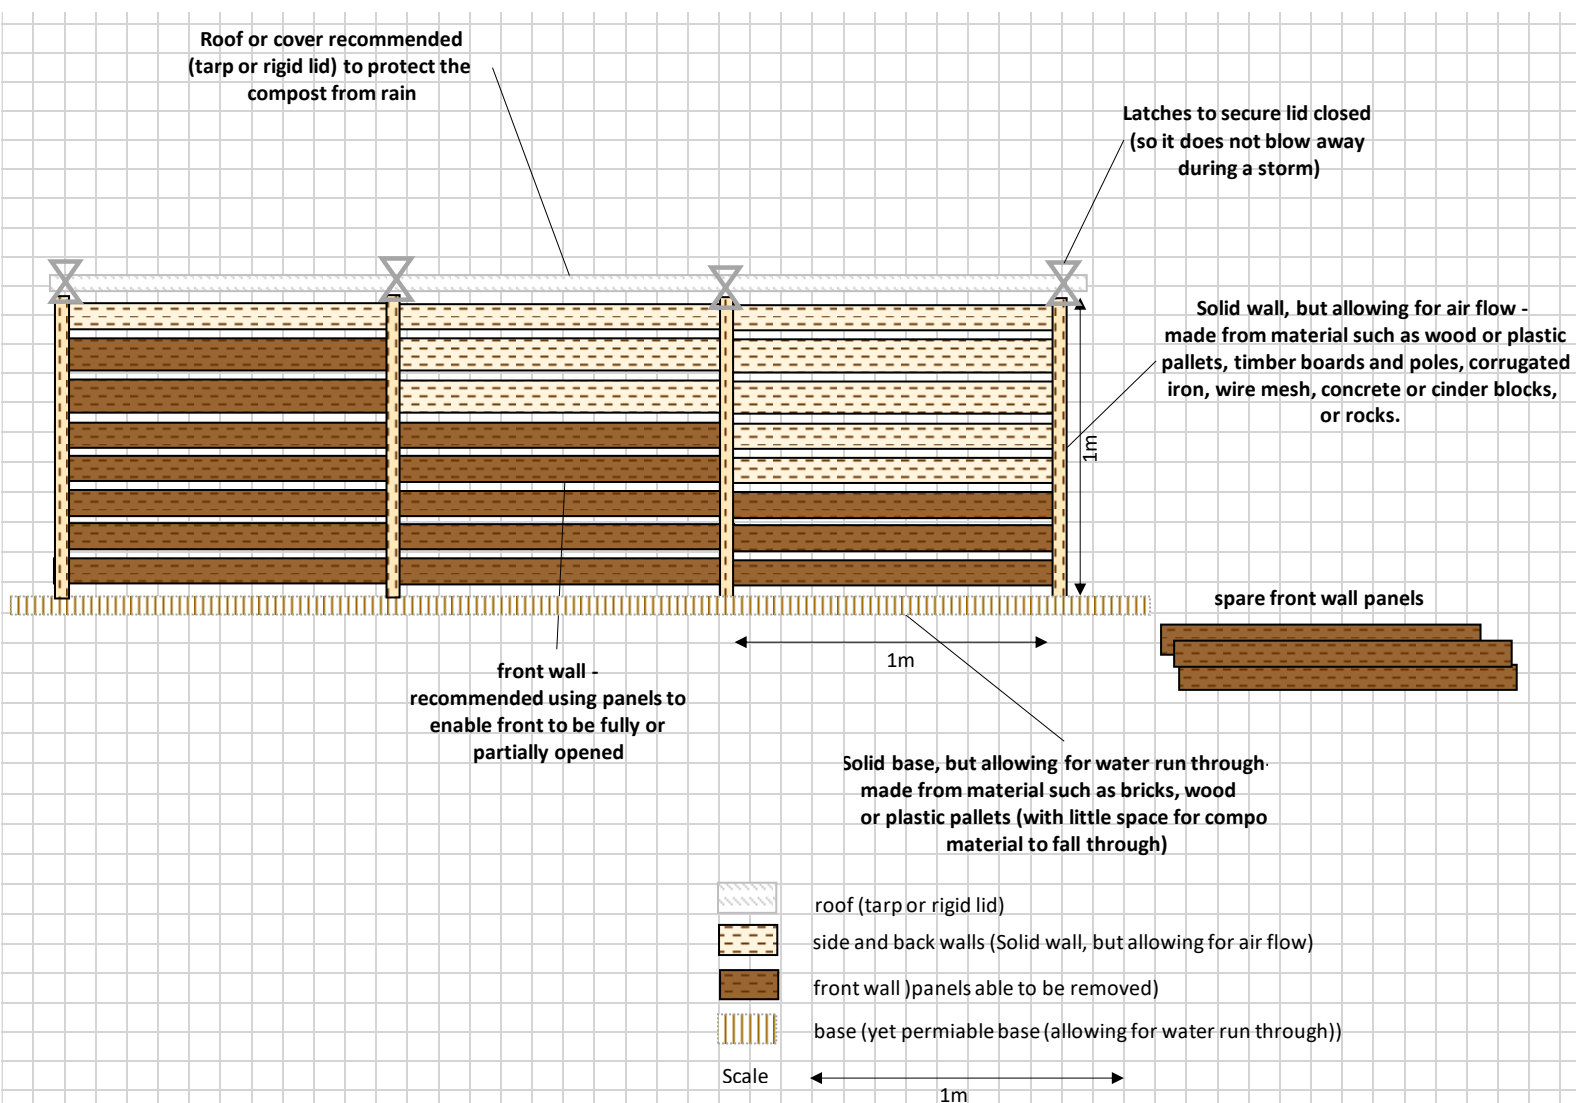 Roof or cover recommended
(tarp or rigid lid) to protect the
compost from rain
Latches to secure lid closed
(so it does not blow away
during a storm)
Solid wall, but allowing for air flow -
made from material such as wood or plastic
pallets, timber boards and poles, corrugated
iron, wire mesh, concrete or cinder blocks,
or rocks.
1m
spare front wall panels
1m
front wall -
recommended using panels to
enable front to be fully or
partially opened
Solid base, but allowing for water run through-
made from material such as bricks, wood
or plastic pallets (with little space for compo
material to fall through)
roof (tarp or rigid lid)
side and back walls (Solid wall, but allowing for air flow)
front wall )panels able to be removed)
base (yet permiable base (allowing for water run through))
Scale
1m